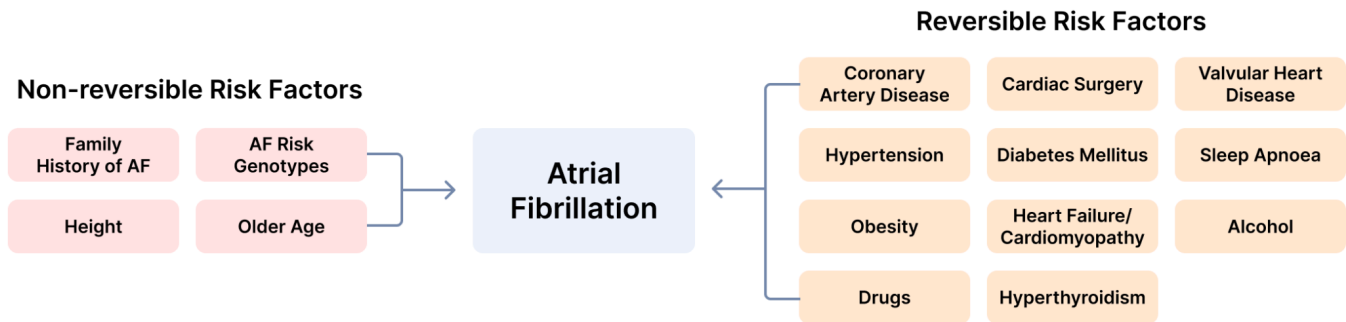 Non-reversible Risk Factors
Family
History of AF
AF Risk
Genotypes
Height
Older Age
Atrial
Fibrillation
Reversible Risk Factors
Coronary
Artery Disease
Cardiac Surgery
Valvular Heart
Disease
Hypertension
Diabetes Mellitus
Sleep Apnoea
Obesity
Heart Failure/
Cardiomyopathy
Alcohol
Drugs
Hyperthyroidism